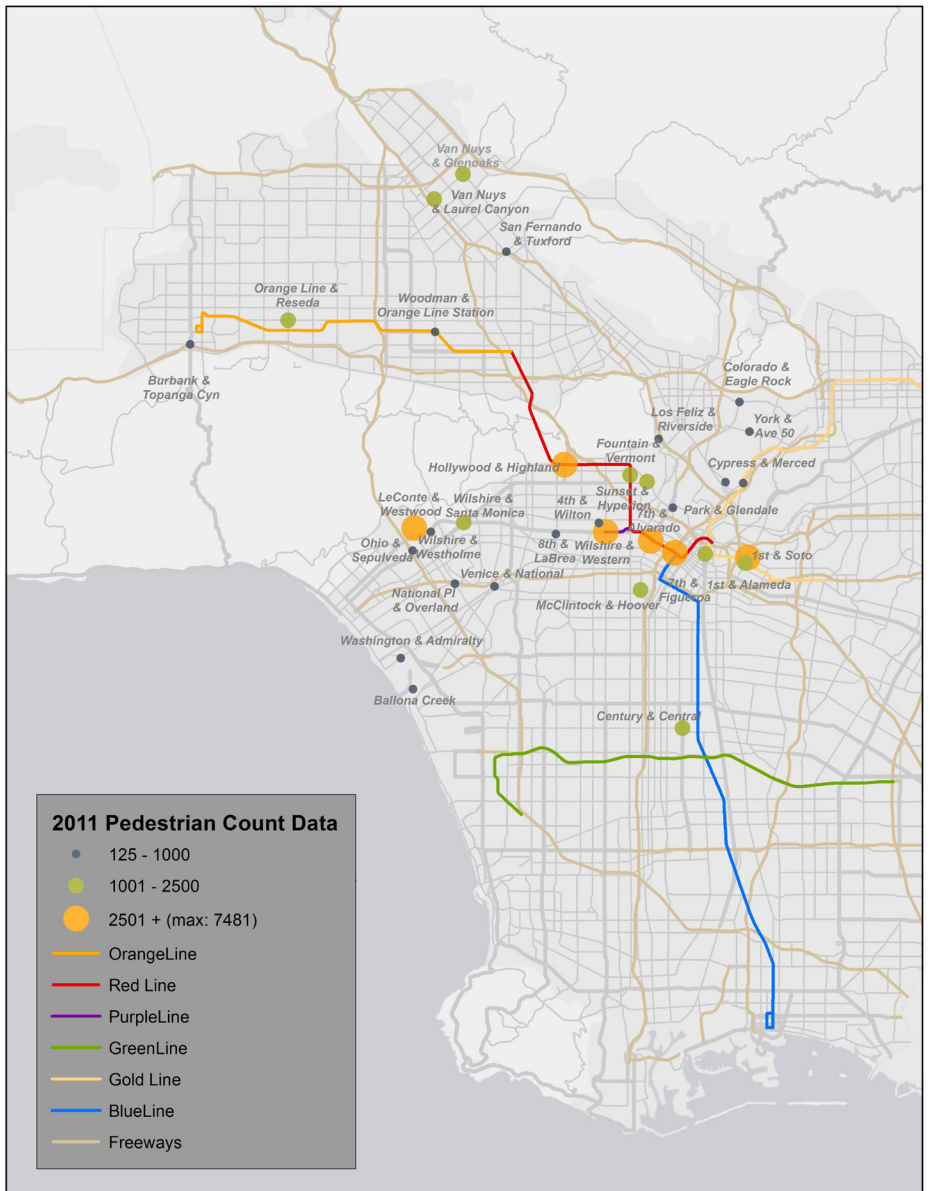 Van Nuys
& Glenoaks
Van Nuys
& Laurel Canyon
San Fernando
& Tuxford
Orange Line &
Reseda
Woodman &
Orange Line Station
Burbank &
Topanga Cyn
Colorado &
Eagle Rock
Los Feliz &
Riverside
York &
Ave 50
Fountain &
Vermont
Hollywood & Highland
Cypress & Merced
Sunset &
Hyperion
LeConte &
Westwood
Wilshire &
Santa Monica
4th &
Wilton
7th &
Alvarado
Park & Glendale
Ohio &
Sepulveda
Wilshire &
Westholme
8th &
LaBrea
Wilshire &
Western
1st & Soto
Venice & National
National Pl
& Overland
7th &
Figueroa
1st & Alameda
McClintock & Hoover
Washington & Admiralty
Ballona Creek
Century & Central
2011 Pedestrian Count Data
125 - 1000
1001 - 2500
2501 + (max: 7481)
OrangeLine
Red Line
PurpleLine
GreenLine
Gold Line
BlueLine
Freeways